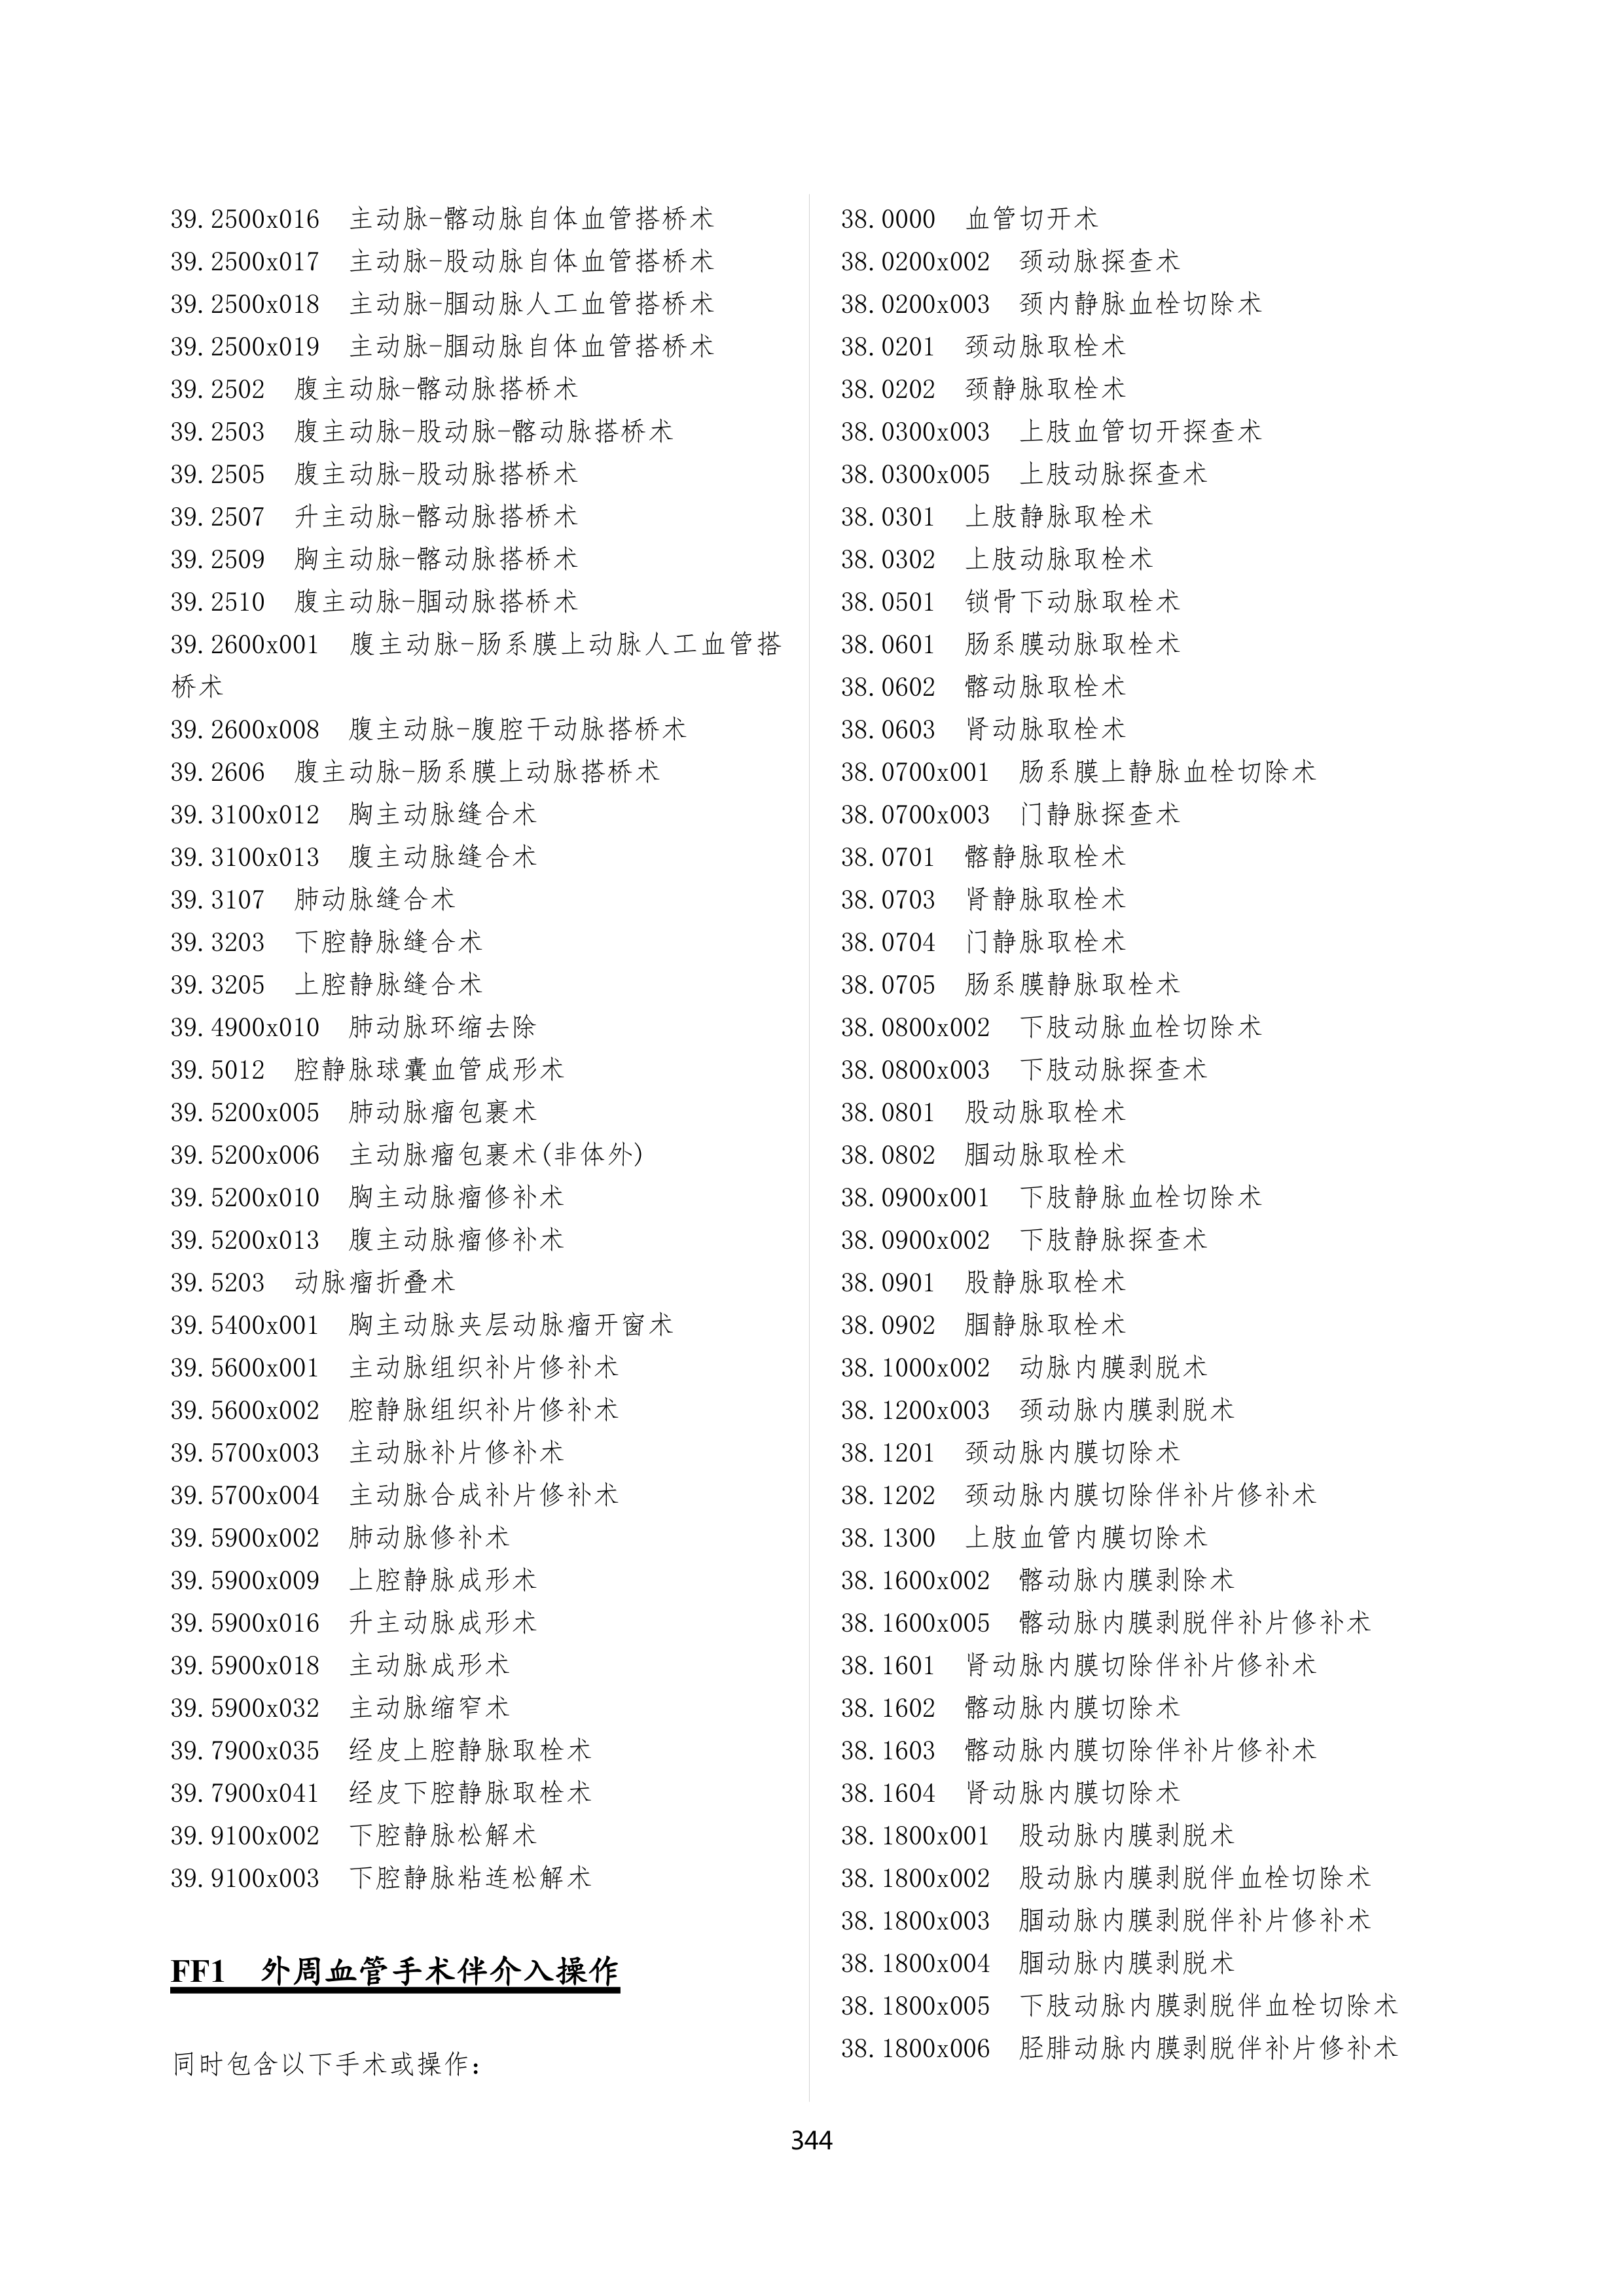 39.2500x016 主动脉-髂动脉自体血管搭桥术
39.2500x017 主动脉-股动脉自体血管搭桥术
39.2500x018 主动脉-腘动脉人工血管搭桥术
39.2500x019 主动脉-腘动脉自体血管搭桥术
39.2502 腹主动脉-髂动脉搭桥术
39.2503 腹主动脉-股动脉-髂动脉搭桥术
39.2505 腹主动脉-股动脉搭桥术
39.2507 升主动脉-髂动脉搭桥术
39.2509 胸主动脉-髂动脉搭桥术
39.2510 腹主动脉-腘动脉搭桥术
39.2600x001 腹主动脉-肠系膜上动脉人工血管搭
桥术
39.2600x008 腹主动脉-腹腔干动脉搭桥术
39.2606 腹主动脉-肠系膜上动脉搭桥术
39.3100x012 胸主动脉缝合术
39.3100x013 腹主动脉缝合术
39.3107 肺动脉缝合术
39.3203 下腔静脉缝合术
39.3205 上腔静脉缝合术
39.4900x010 肺动脉环缩去除
39.5012 腔静脉球囊血管成形术
39.5200x005 肺动脉瘤包裹术
39.5200x006 主动脉瘤包裹术(非体外)
39.5200x010 胸主动脉瘤修补术
39.5200x013 腹主动脉瘤修补术
39.5203 动脉瘤折叠术
39.5400x001 胸主动脉夹层动脉瘤开窗术
39.5600x001 主动脉组织补片修补术
39.5600x002 腔静脉组织补片修补术
39.5700x003 主动脉补片修补术
39.5700x004 主动脉合成补片修补术
39.5900x002 肺动脉修补术
39.5900x009 上腔静脉成形术
39.5900x016 升主动脉成形术
39.5900x018 主动脉成形术
39.5900x032 主动脉缩窄术
39.7900x035 经皮上腔静脉取栓术
39.7900x041 经皮下腔静脉取栓术
39.9100x002 下腔静脉松解术
39.9100x003 下腔静脉粘连松解术
FF1 外周血管手术伴介入操作
同时包含以下手术或操作:
38.0000 血管切开术
38.0200x002 颈动脉探查术
38.0200x003 颈内静脉血栓切除术
38.0201 颈动脉取栓术
38.0202 颈静脉取栓术
38.0300x003 上肢血管切开探查术
38.0300x005 上肢动脉探查术
38.0301 上肢静脉取栓术
38.0302 上肢动脉取栓术
38.0501 锁骨下动脉取栓术
38.0601 肠系膜动脉取栓术
38.0602 髂动脉取栓术
38.0603 肾动脉取栓术
38.0700x001 肠系膜上静脉血栓切除术
38.0700x003 门静脉探查术
38.0701 髂静脉取栓术
38.0703 肾静脉取栓术
38.0704 门静脉取栓术
38.0705 肠系膜静脉取栓术
38.0800x002 下肢动脉血栓切除术
38.0800x003 下肢动脉探查术
38.0801 股动脉取栓术
38.0802 腘动脉取栓术
38.0900x001 下肢静脉血栓切除术
38.0900x002 下肢静脉探查术
38.0901 股静脉取栓术
38.0902 腘静脉取栓术
38.1000x002 动脉内膜剥脱术
38.1200x003 颈动脉内膜剥脱术
38.1201 颈动脉内膜切除术
38.1202 颈动脉内膜切除伴补片修补术
38.1300 上肢血管内膜切除术
38.1600x002 髂动脉内膜剥除术
38.1600x005 髂动脉内膜剥脱伴补片修补术
38.1601 肾动脉内膜切除伴补片修补术
38.1602 髂动脉内膜切除术
38.1603 髂动脉内膜切除伴补片修补术
38.1604 肾动脉内膜切除术
38.1800x001 股动脉内膜剥脱术
38.1800x002 股动脉内膜剥脱伴血栓切除术
38.1800x003 腘动脉内膜剥脱伴补片修补术
38.1800x004 腘动脉内膜剥脱术
38.1800x005 下肢动脉内膜剥脱伴血栓切除术
38.1800x006 胫腓动脉内膜剥脱伴补片修补术
344